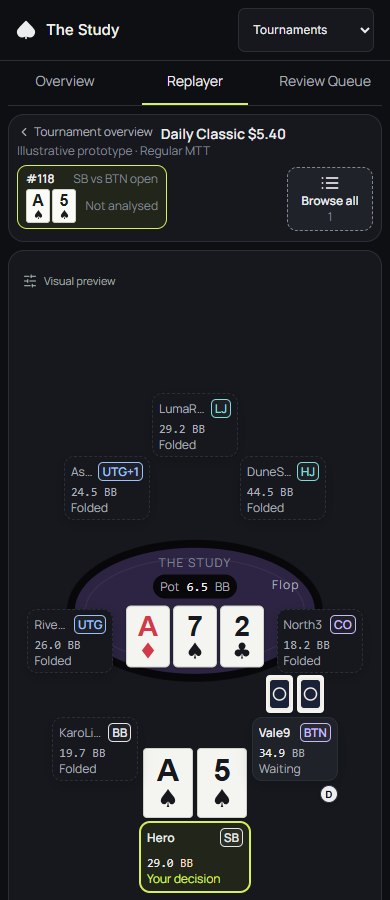 The Study
Tournaments
Overview Replayer Review Queue
Tournament overview Daily Classic $5.40
Illustrative prototype · Regular MTT
#118 SB vs BTN open
A 5 Not analysed
Browse all
1
Visual preview
LumaR... LJ
29.2 BB
Folded
As... UTG+1
24.5 BB
Folded
DuneS... HJ
44.5 BB
Folded
THE STUDY
Pot 6.5 BB
Flop
Rive... UTG
26.0 BB
Folded
A 7 2
North3 CO
18.2 BB
Folded
KaroLi... BB
19.7 BB
Folded
A 5
Vale9 BTN
34.9 BB
Waiting
D
Hero SB
29.0 BB
Your decision